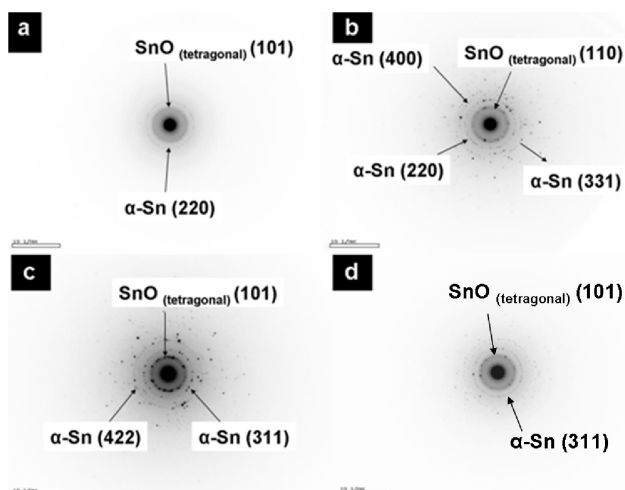 a
SnO (tetragonal) (101)
α-Sn (220)
b
α-Sn (400)
SnO (tetragonal) (110)
α-Sn (220)
α-Sn (331)
c
SnO (tetragonal) (101)
α-Sn (422)
α-Sn (311)
d
SnO (tetragonal) (101)
α-Sn (311)